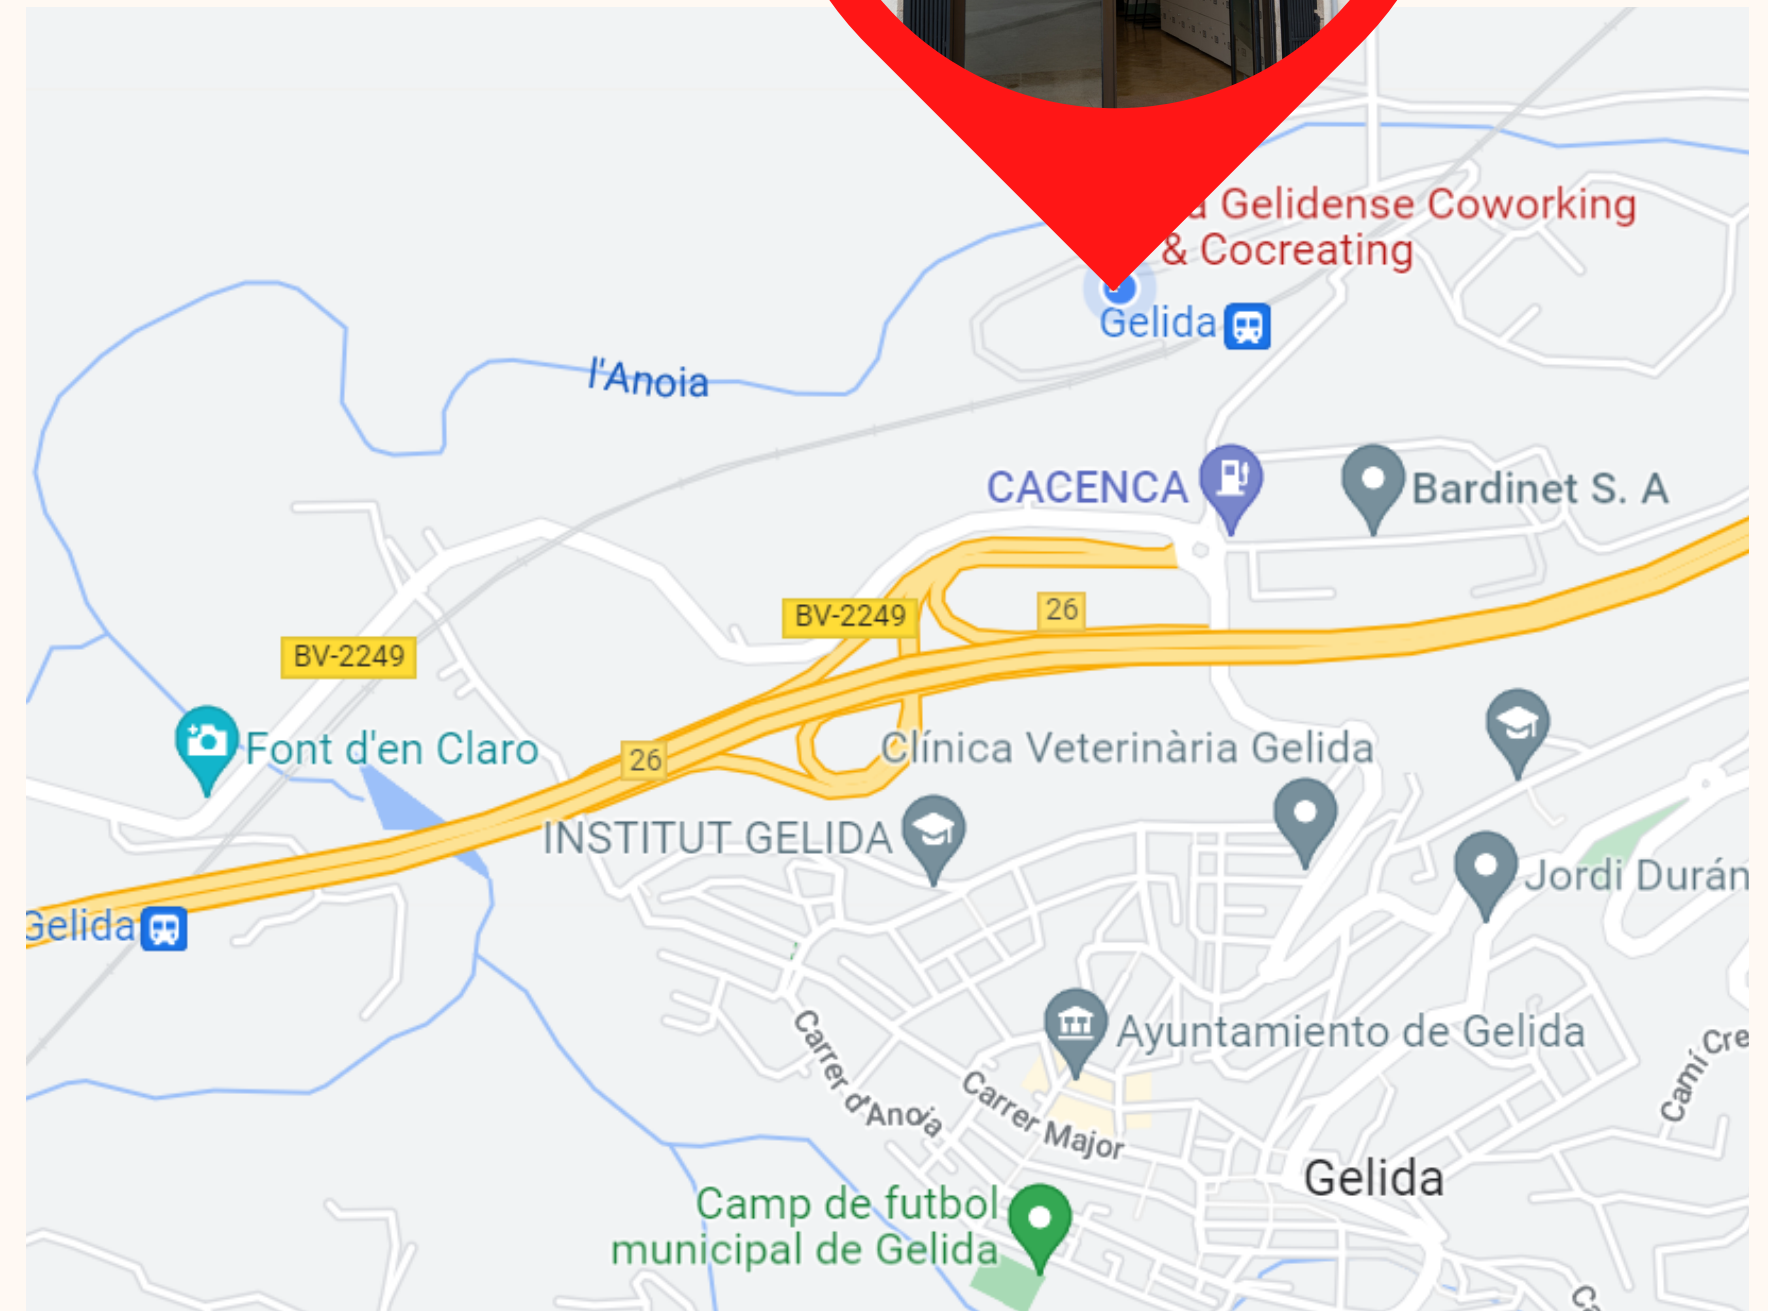 Gelidense Coworking
& Cocreating
Gelida
l'Anoia
CACENCA
Bardinet S. A
BV-2249
26
BV-2249
Font d'en Claro
26
Clínica Veterinària Gelida
INSTITUT GELIDA
Jordi Durán
Gelida
Ayuntamiento de Gelida
Carrer d'Anoia
Carrer Major
Camí Cre
Gelida
Camp de futbol
municipal de Gelida